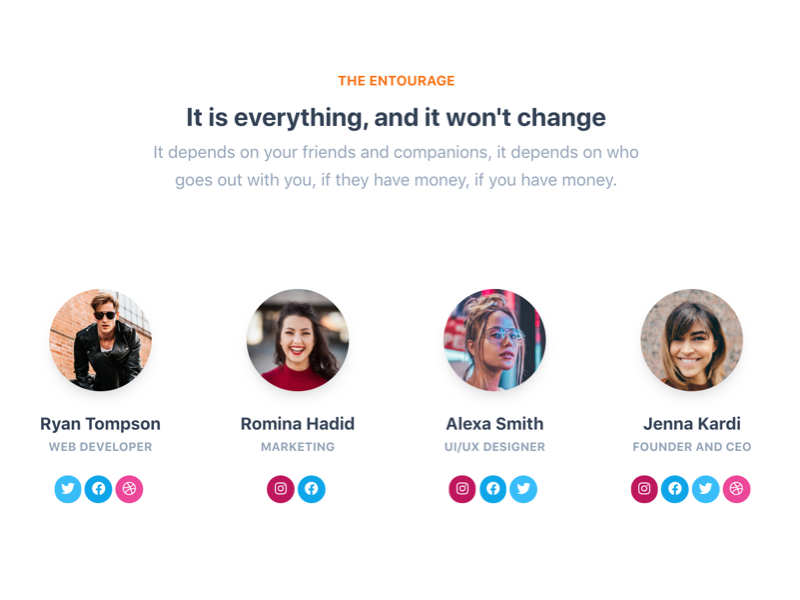 THE ENTOURAGE
It is everything, and it won't change
It depends on your friends and companions, it depends on who
goes out with you, if they have money, if you have money.
Ryan Tompson
WEB DEVELOPER
Romina Hadid
MARKETING
Alexa Smith
UI/UX DESIGNER
Jenna Kardi
FOUNDER AND CEO